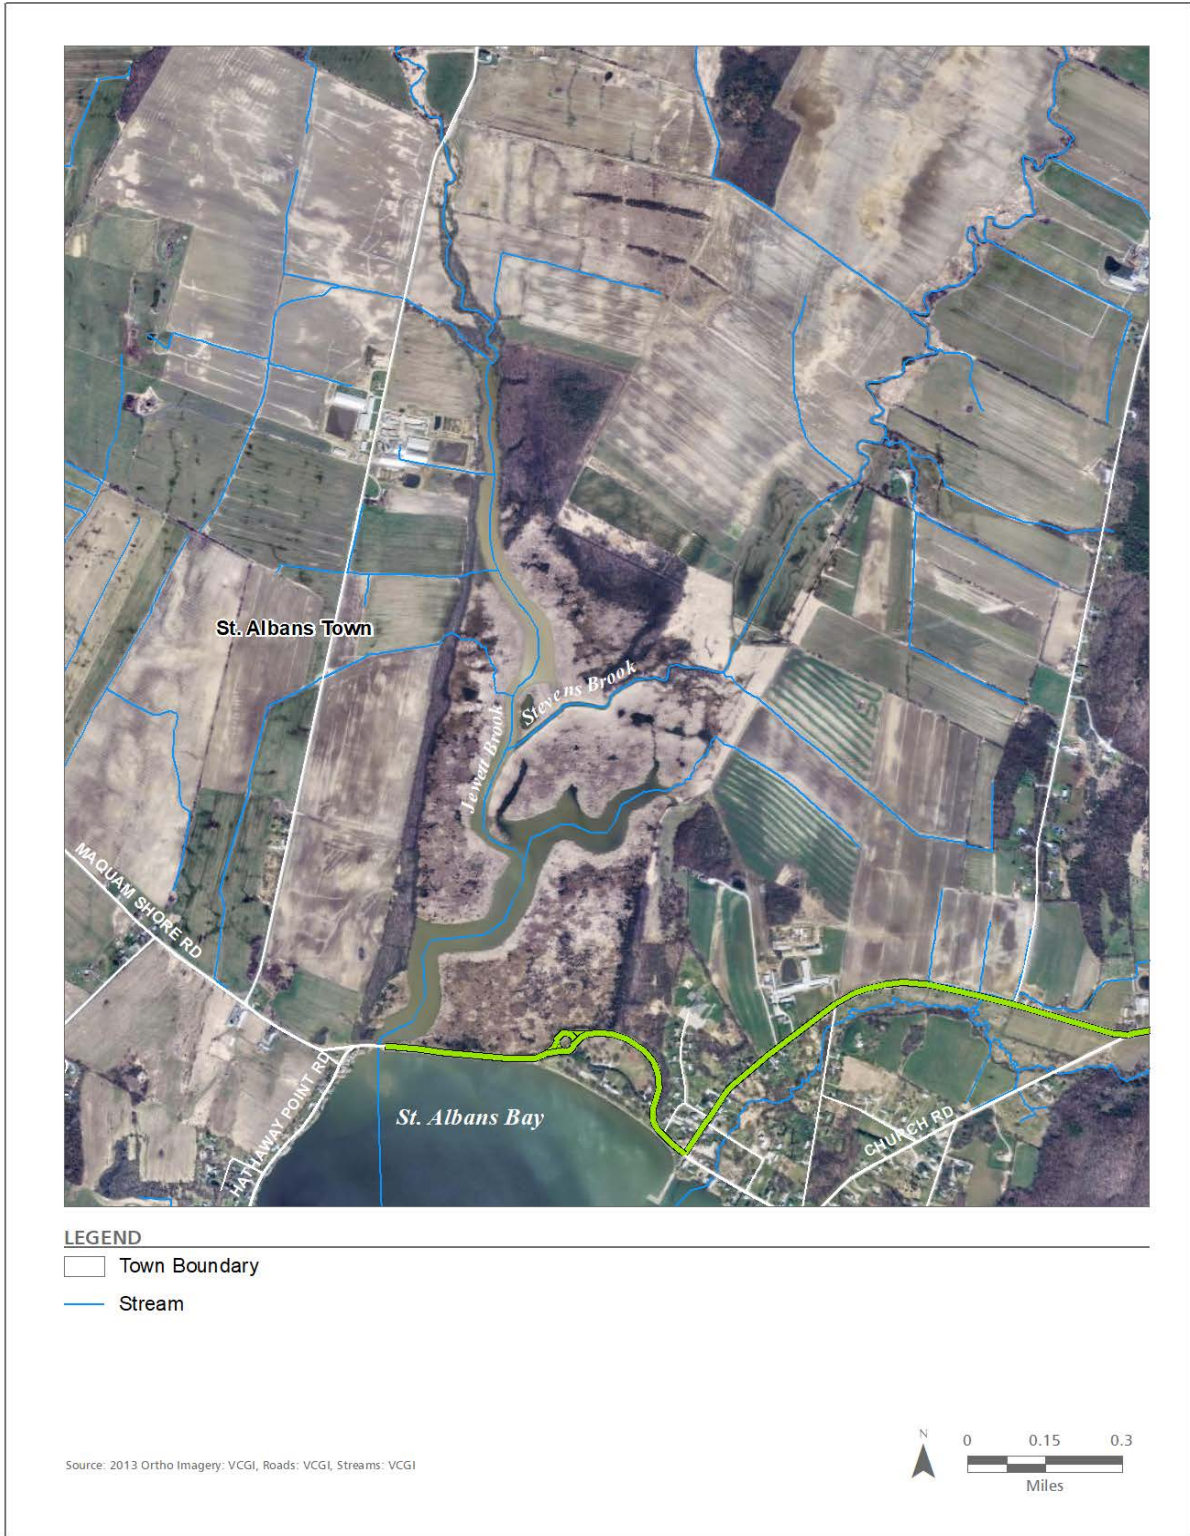 St. Albans Town
Stevens Brook
Jewett Brook
MAQUAM SHORE RD
HATHAWAY POINT RD
St. Albans Bay
CHURCH RD
LEGEND
Town Boundary
Stream
Source: 2013 Ortho Imagery: VCGI, Roads: VCGI, Streams: VCGI
N
0 0.15 0.3
Miles